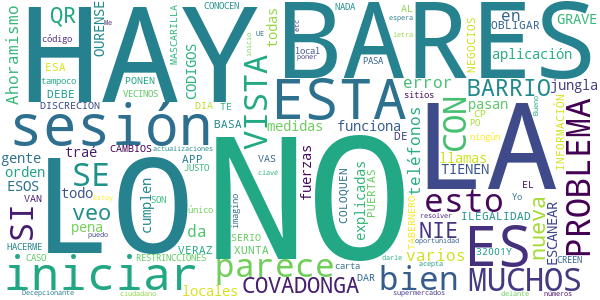 HAY BARES
LO NO LA
ESTA
sesión
iniciar
ES
esto
parece
bien
MUCHOS
PROBLEMA
BARRIO
COVADONGA
VISTA
CON
SE
SI
NIE
QR
OURENSE
MASCARILLA
CODIGOS
Ahoramismo
CONOCEN
UE
todas
NADA
local
poner
AL
espera
letra
PASA
NEGOCIOS
en
OBLIGAR
GRAVE
aplicación
jungla
código
tampoco
ESA
PONEN
VECINOS
DEBE
DISCRECIÓN
DIA
TE
BASA
medidas
funciona
error
pasan
teléfonos
DE
llamas
TIENEN
CP
PO
ningún
INFORMACIÓN
sitios
Bueno
gente
orden
ESOS
trae
todo
VAN
veo
pena
puedo
CAMBIOS
actualizaciones
APP
JUSTO
SON
RESTRINCCIONES
único
da
VERAZ
cumplen
VAS
clavé
imagino
SERIO
XUNTA
fuerzas
COLOQUEN
explicadas
PUERTAS
carta
DAR
varios
TABERNERO
oportunidad
acepta
supermercados
darle
resolver
EL
Yo
ILEGALIDAD
32001Y
nueva
ESCANEAR
CREEN
delante
números
HACERME
CASO
Decepcionante
ciudadano
locales
inicio
etc
Me